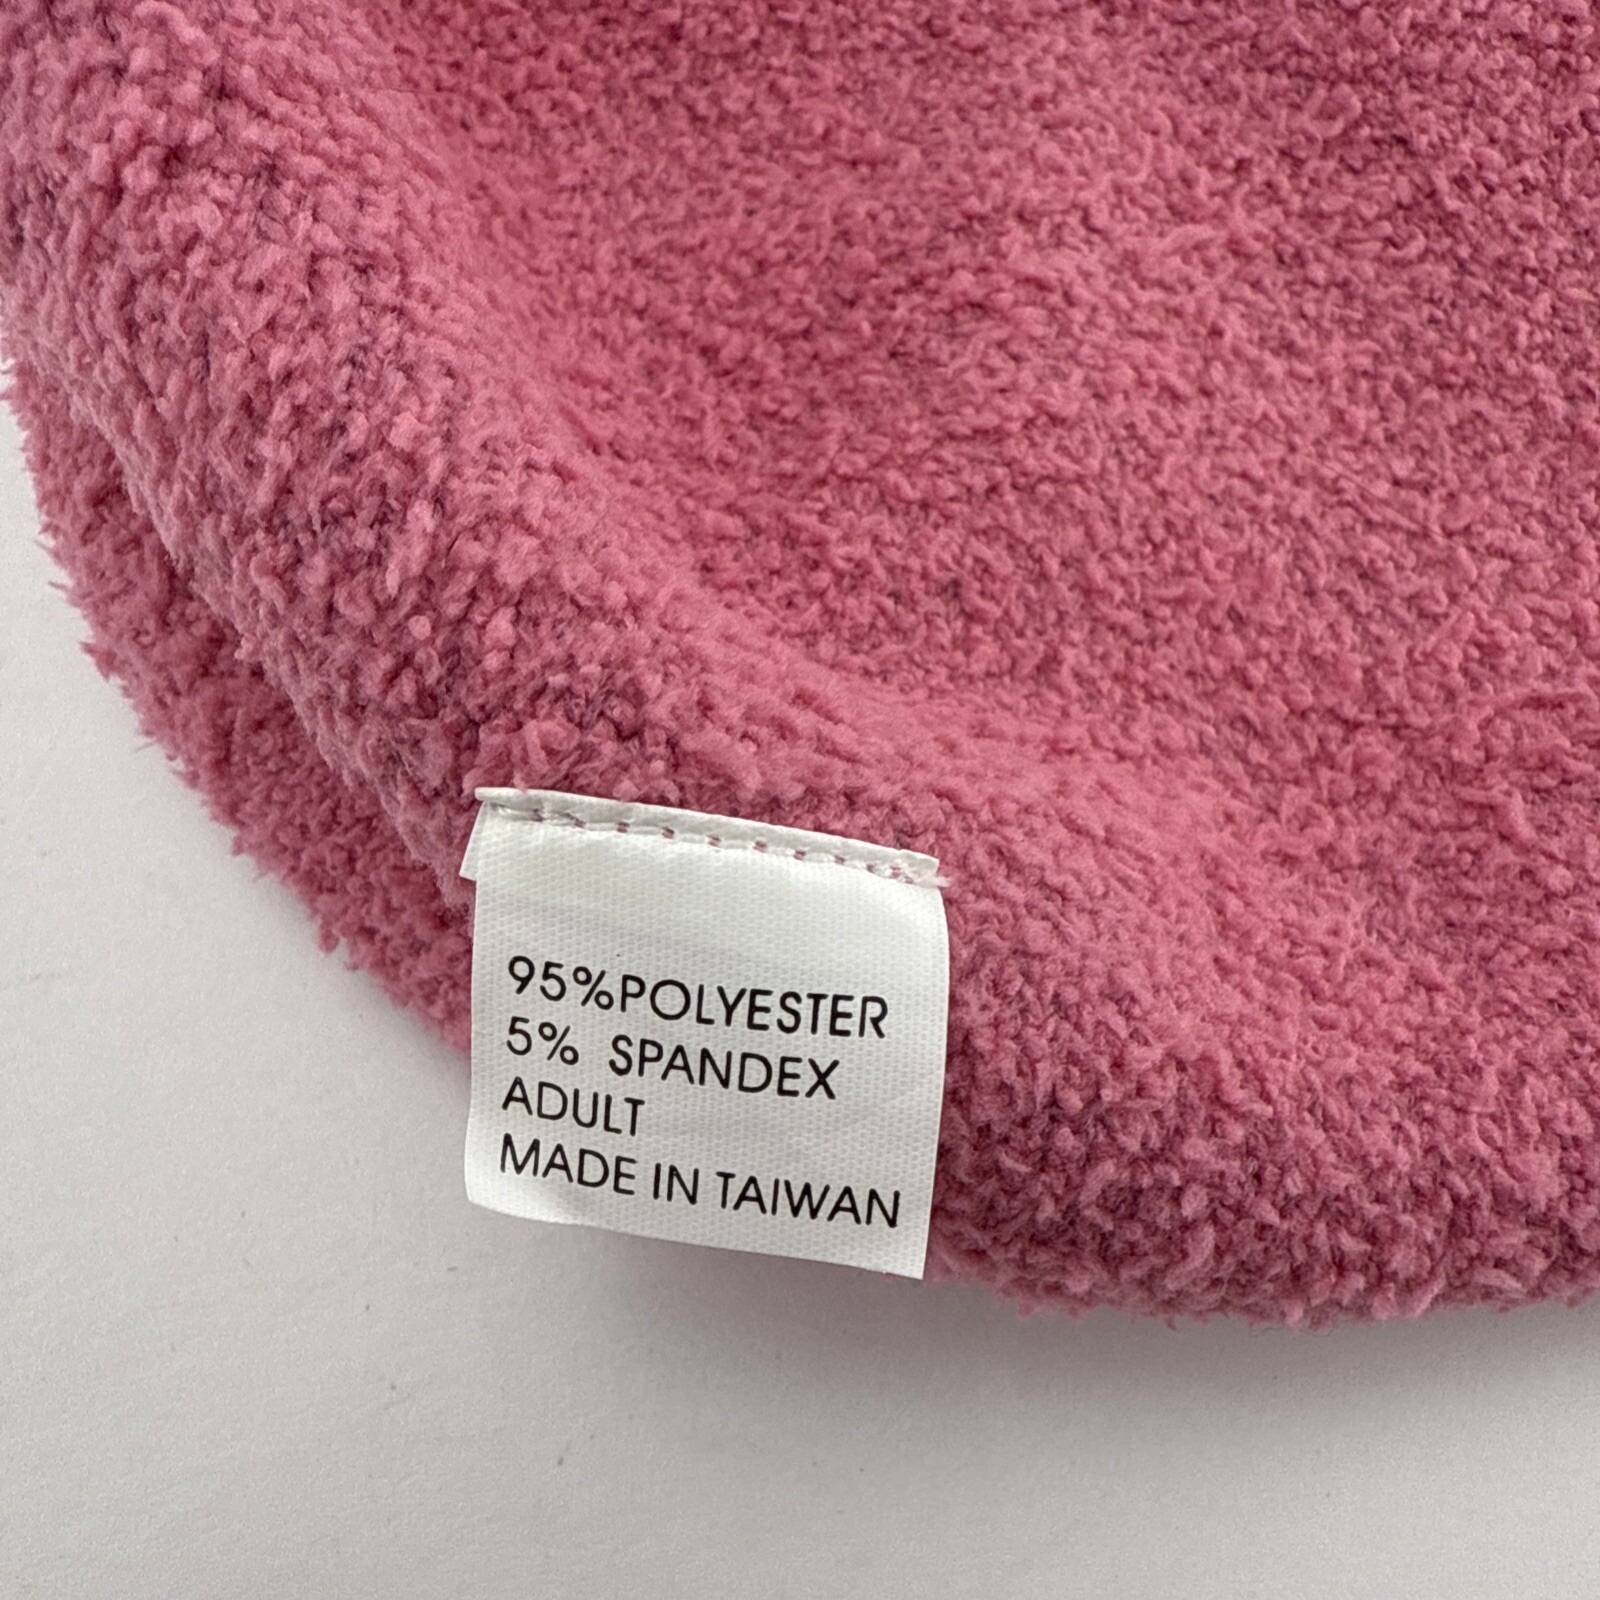 95%POLYESTER
5% SPANDEX
ADULT
MADE IN TAIWAN